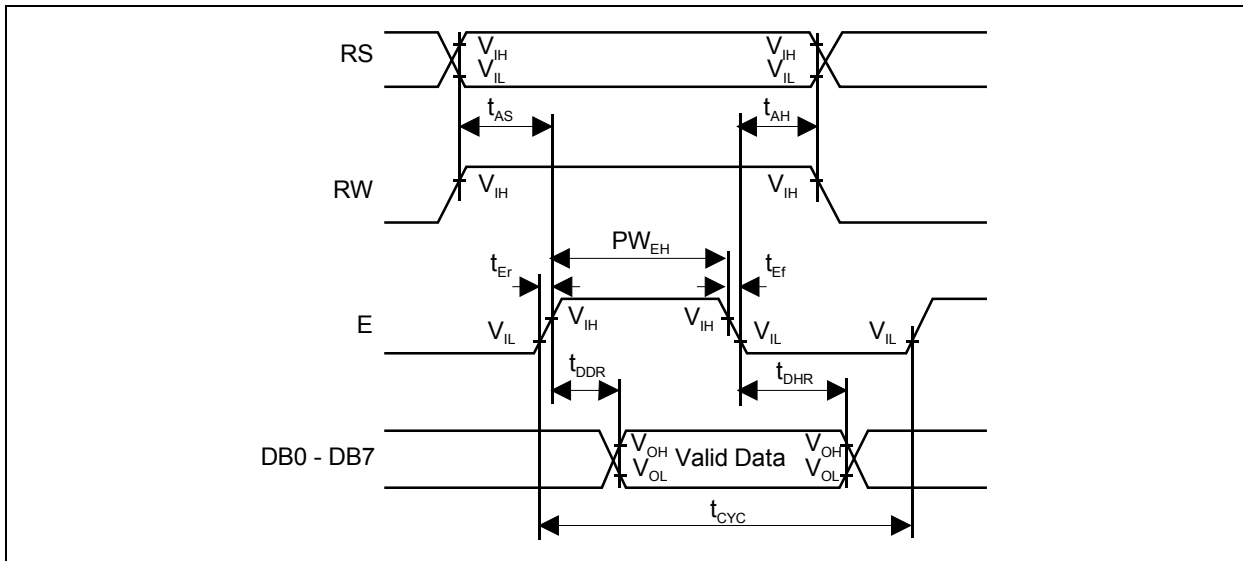 RS
V_IH
V_IH
V_IL
V_IL
t_AS
t_AH
RW
V_IH
V_IH
PW_EH
t_Er
t_Ef
E
V_IL
V_IH
V_IH
V_IL
V_IL
t_DDR
t_DHR
DB0 - DB7
V_OH
Valid Data
V_OH
V_OL
V_OL
t_CYC